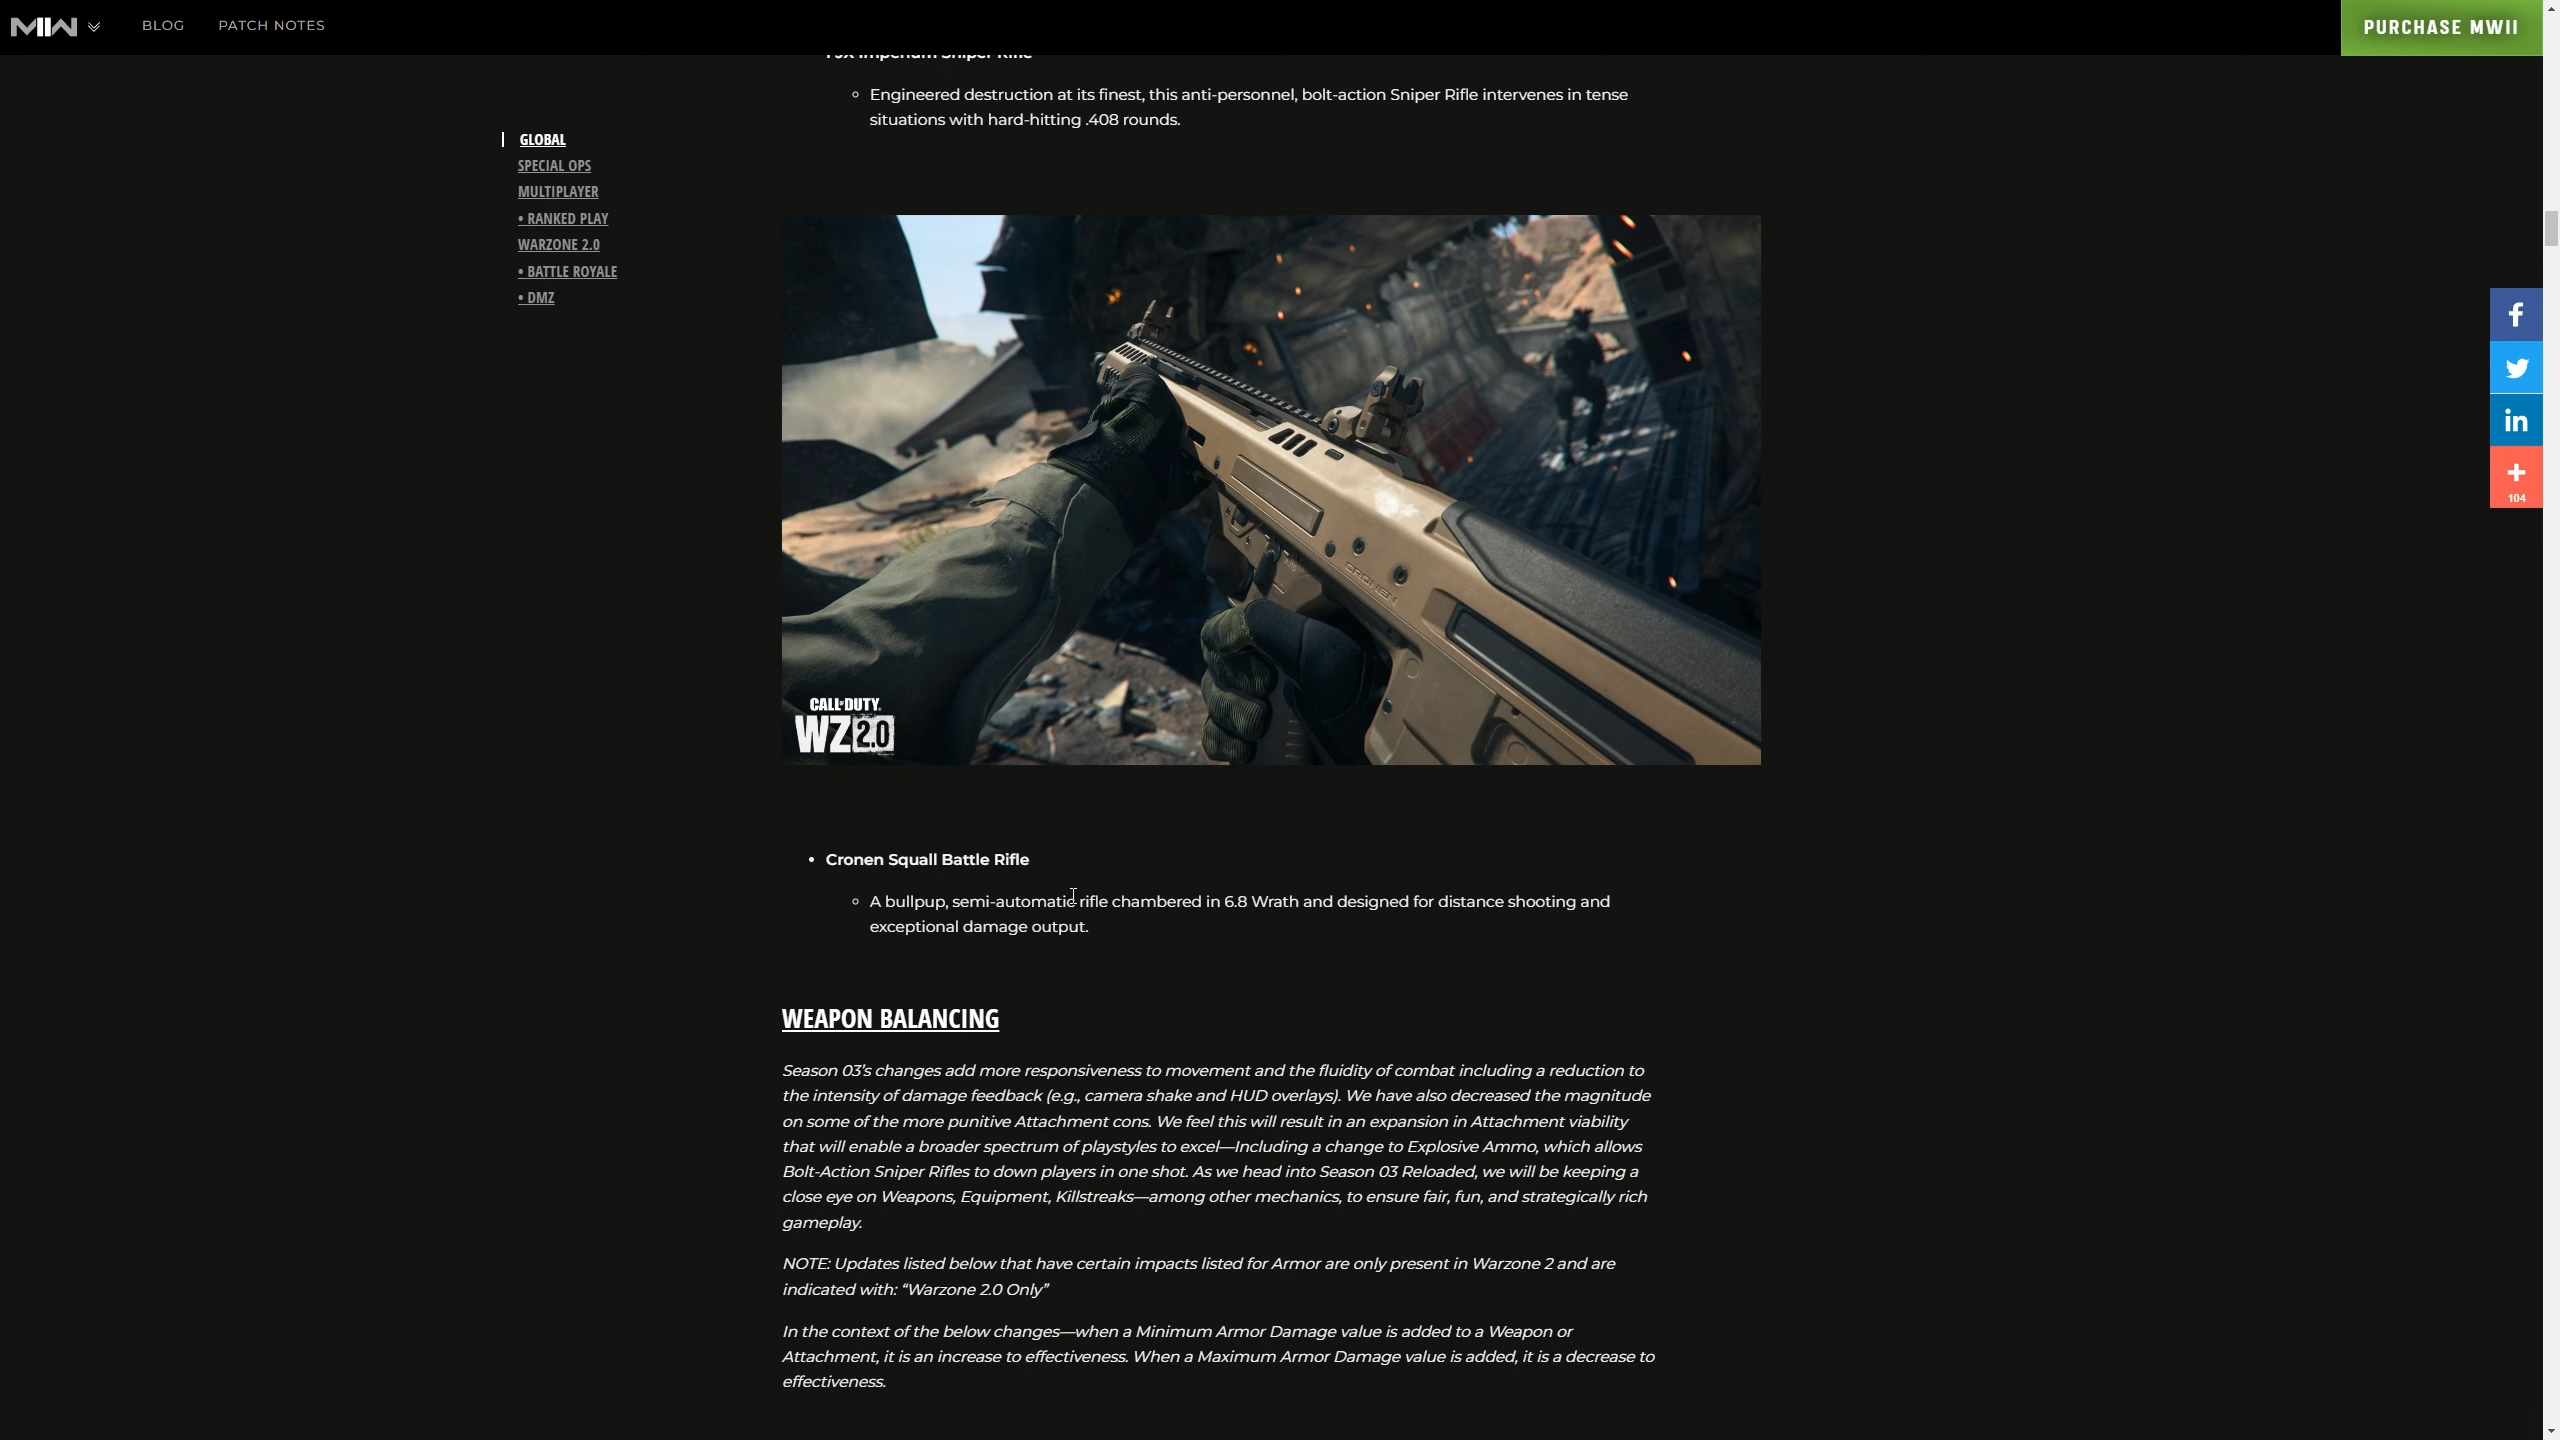 MW
BLOG
PATCH NOTES
PURCHASE MWII
FJX Imperium Sniper Rifle
Engineered destruction at its finest, this anti-personnel, bolt-action Sniper Rifle intervenes in tense
situations with hard-hitting .408 rounds.
GLOBAL
SPECIAL OPS
MULTIPLAYER
• RANKED PLAY
WARZONE 2.0
• BATTLE ROYALE
• DMZ
104
CRONEN
CALL OF DUTY
WZ 2.0
• Cronen Squall Battle Rifle
A bullpup, semi-automatic rifle chambered in 6.8 Wrath and designed for distance shooting and
exceptional damage output.
WEAPON BALANCING
Season 03's changes add more responsiveness to movement and the fluidity of combat including a reduction to
the intensity of damage feedback (e.g., camera shake and HUD overlays). We have also decreased the magnitude
on some of the more punitive Attachment cons. We feel this will result in an expansion in Attachment viability
that will enable a broader spectrum of playstyles to excel—Including a change to Explosive Ammo, which allows
Bolt-Action Sniper Rifles to down players in one shot. As we head into Season 03 Reloaded, we will be keeping a
close eye on Weapons, Equipment, Killstreaks—among other mechanics, to ensure fair, fun, and strategically rich
gameplay.
NOTE: Updates listed below that have certain impacts listed for Armor are only present in Warzone 2 and are
indicated with: “Warzone 2.0 Only”
In the context of the below changes—when a Minimum Armor Damage value is added to a Weapon or
Attachment, it is an increase to effectiveness. When a Maximum Armor Damage value is added, it is a decrease to
effectiveness.